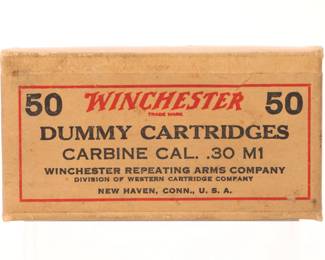 50 WINCHESTER 50
TRADE MARK
DUMMY CARTRIDGES
CARBINE CAL. .30 M1
WINCHESTER REPEATING ARMS COMPANY
DIVISION OF WESTERN CARTRIDGE COMPANY
NEW HAVEN, CONN., U. S. A.